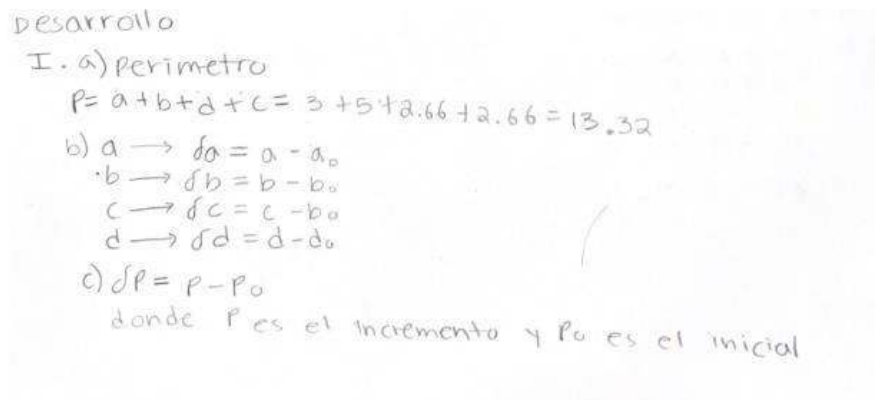 Desarrollo
I. a) perimetro
P= a+b+d+c= 3+5+2.66+2.66=13.32
b) a → δa = a - a₀
·b → δb = b - b₀
c → δc = c - b₀
d → δd = d - d₀
c) δP = P - P₀
donde P es el incremento y P₀ es el inicial